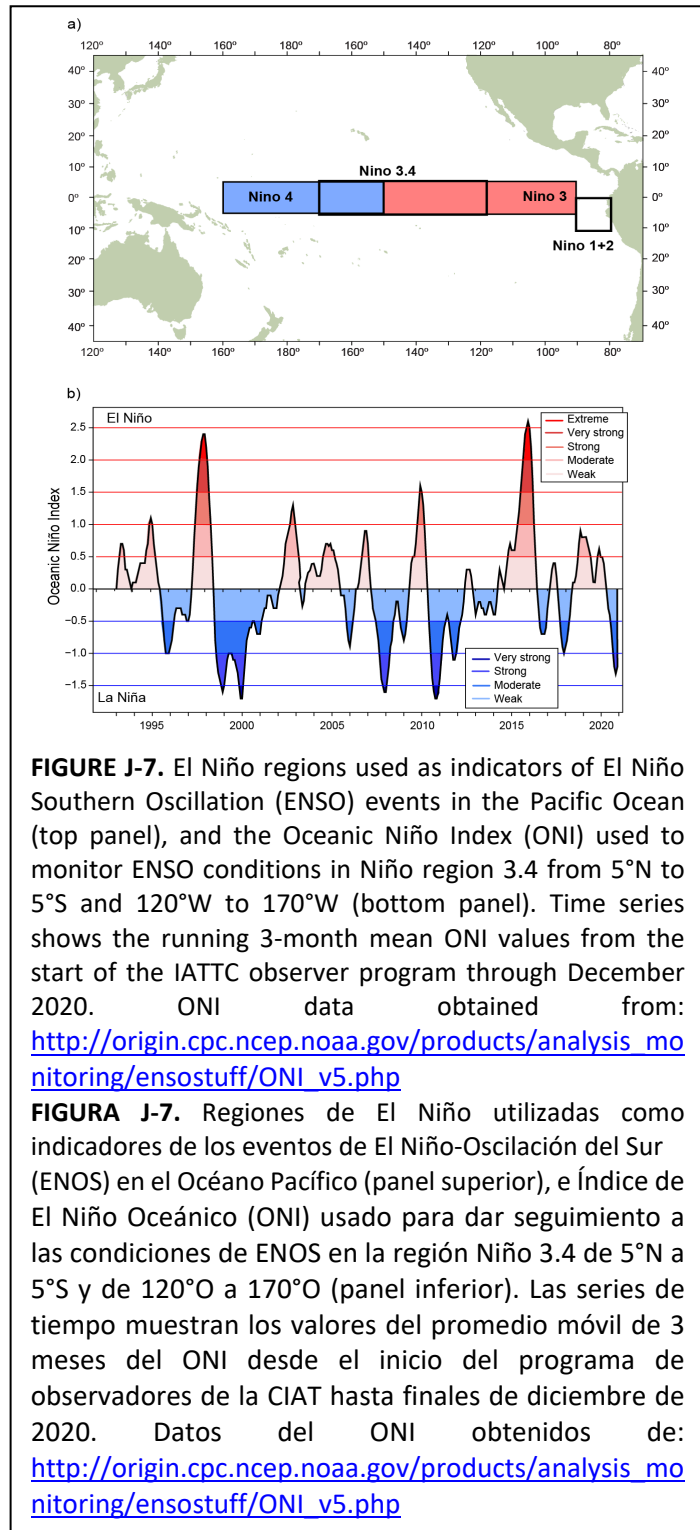 a)
120° 140° 160° 180° 160° 140° 120° 100° 80°
40° 40°
30° 30°
20° 20°
10° 10°
0° 0°
10° 10°
20° 20°
30° 30°
40° 40°
Nino 3.4
Nino 4
Nino 3
Nino 1+2
120° 140° 160° 180° 160° 140° 120° 100° 80°
b)
El Niño
Oceanic Niño Index
2.5
2.0
1.5
1.0
0.5
0.0
−0.5
−1.0
−1.5
Extreme
Very strong
Strong
Moderate
Weak
Very strong
Strong
Moderate
Weak
La Niña
1995 2000 2005 2010 2015 2020
FIGURE J-7. El Niño regions used as indicators of El Niño
Southern Oscillation (ENSO) events in the Pacific Ocean
(top panel), and the Oceanic Niño Index (ONI) used to
monitor ENSO conditions in Niño region 3.4 from 5°N to
5°S and 120°W to 170°W (bottom panel). Time series
shows the running 3-month mean ONI values from the
start of the IATTC observer program through December
2020. ONI data obtained from:
http://origin.cpc.ncep.noaa.gov/products/analysis_mo
nitoring/ensostuff/ONI_v5.php
FIGURA J-7. Regiones de El Niño utilizadas como
indicadores de los eventos de El Niño-Oscilación del Sur
(ENOS) en el Océano Pacífico (panel superior), e Índice de
El Niño Oceánico (ONI) usado para dar seguimiento a
las condiciones de ENOS en la región Niño 3.4 de 5°N a
5°S y de 120°O a 170°O (panel inferior). Las series de
tiempo muestran los valores del promedio móvil de 3
meses del ONI desde el inicio del programa de
observadores de la CIAT hasta finales de diciembre de
2020. Datos del ONI obtenidos de:
http://origin.cpc.ncep.noaa.gov/products/analysis_mo
nitoring/ensostuff/ONI_v5.php